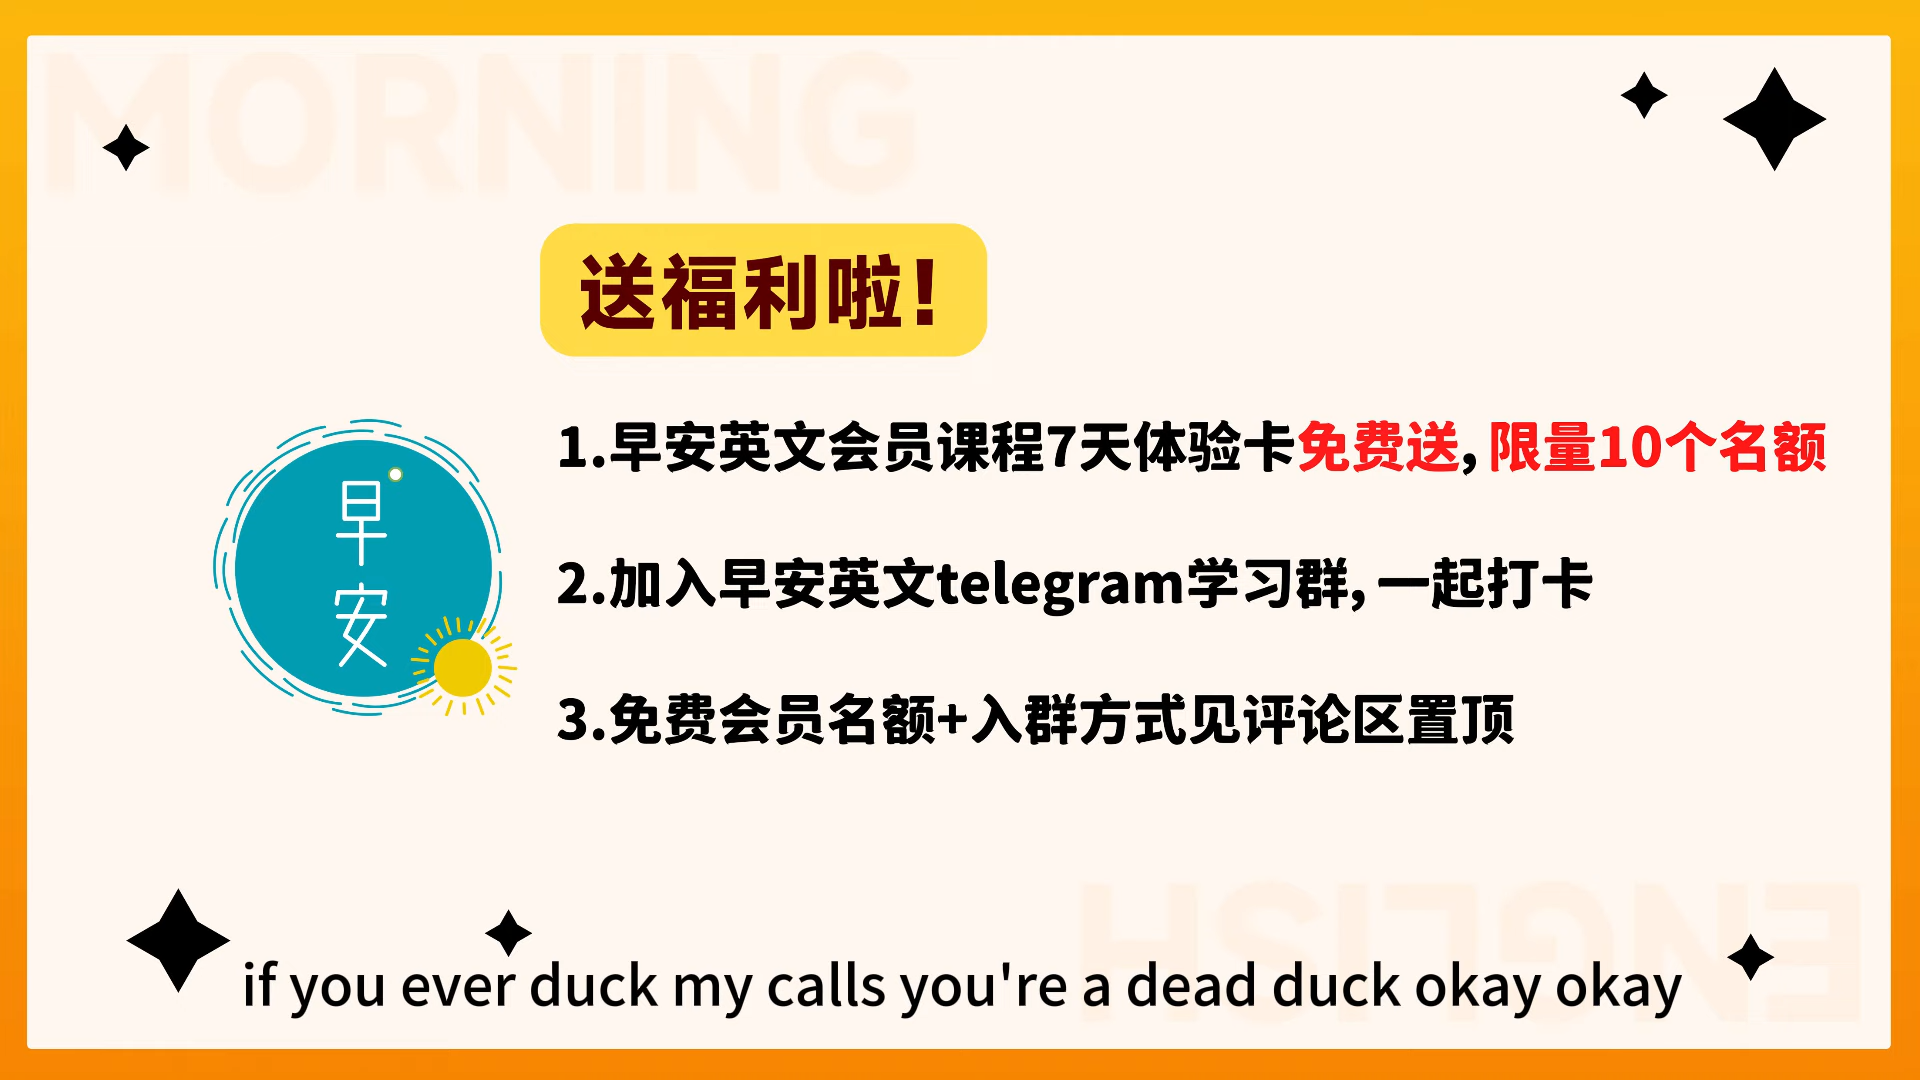 MORNING
送福利啦!
早安
1.早安英文会员课程7天体验卡免费送, 限量10个名额
2.加入早安英文telegram学习群, 一起打卡
3.免费会员名额+入群方式见评论区置顶
ENGLISH
if you ever duck my calls you're a dead duck okay okay